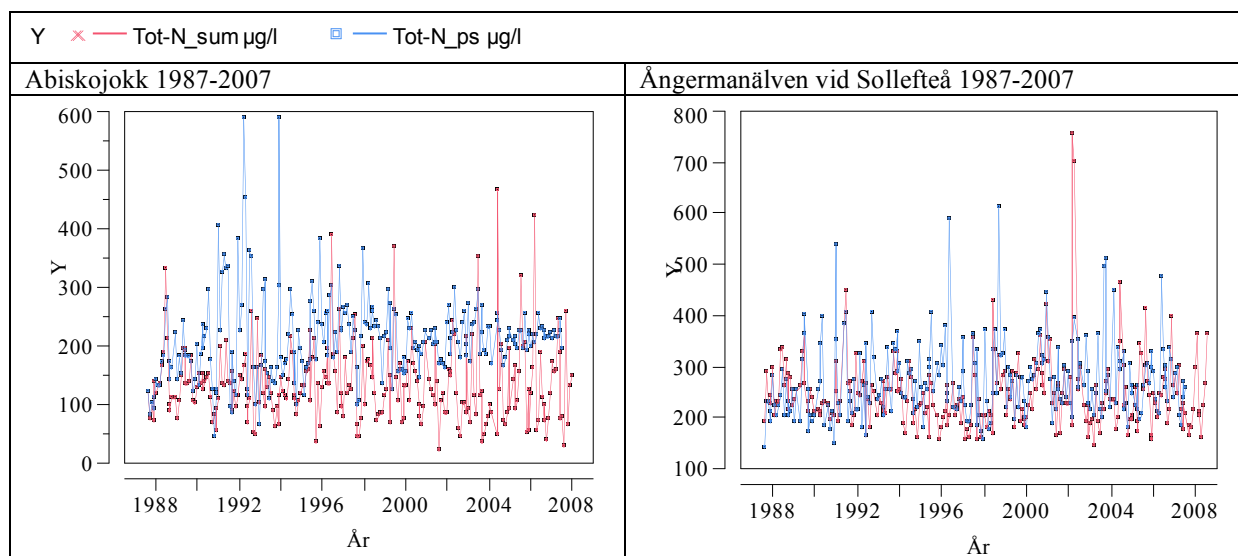 Y Tot-N_sum µg/l Tot-N_ps µg/l
Abiskojokk 1987-2007
Ångermanälven vid Sollefteå 1987-2007
600
500
400
300
200
100
0
Y
1988 1992 1996 2000 2004 2008
År
800
700
600
500
400
300
200
100
Y
1988 1992 1996 2000 2004 2008
År